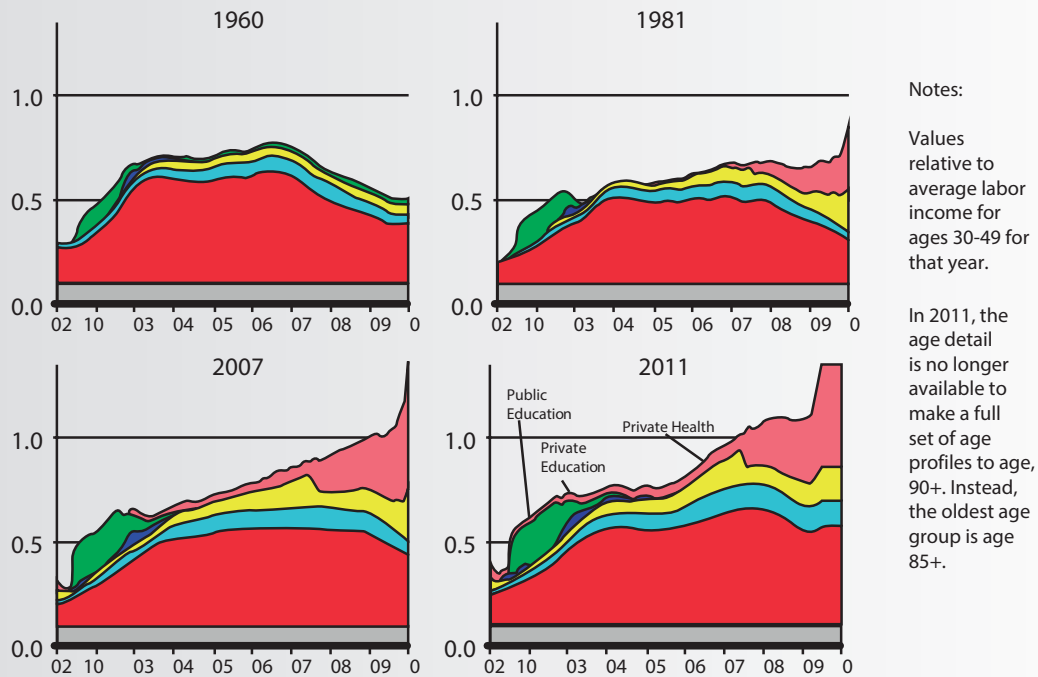 1960
1.0
0.5
0.0
02 10 03 04 05 06 07 08 09 0
1981
1.0
0.5
0.0
02 10 03 04 05 06 07 09 0
2007
1.0
0.5
0.0
02 10 03 04 05 06 07 08 09 0
2011
Public
Education
Private
Education
Private Health
1.0
0.5
0.0
02 10 03 04 05 06 07 08 09 0
Notes:
Values
relative to
average labor
income for
ages 30-49 for
that year.
In 2011, the
age detail
is no longer
available to
make a full
set of age
profiles to age,
90+. Instead,
the oldest age
group is age
85+.